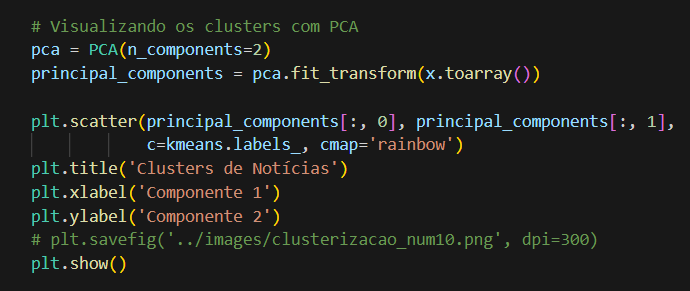 # Visualizando os clusters com PCA
pca = PCA(n_components=2)
principal_components = pca.fit_transform(x.toarray())
plt.scatter(principal_components[:, 0], principal_components[:, 1],
c=kmeans.labels_, cmap='rainbow')
plt.title('Clusters de Notícias')
plt.xlabel('Componente 1')
plt.ylabel('Componente 2')
# plt.savefig('../images/clusterizacao_num10.png', dpi=300)
plt.show()